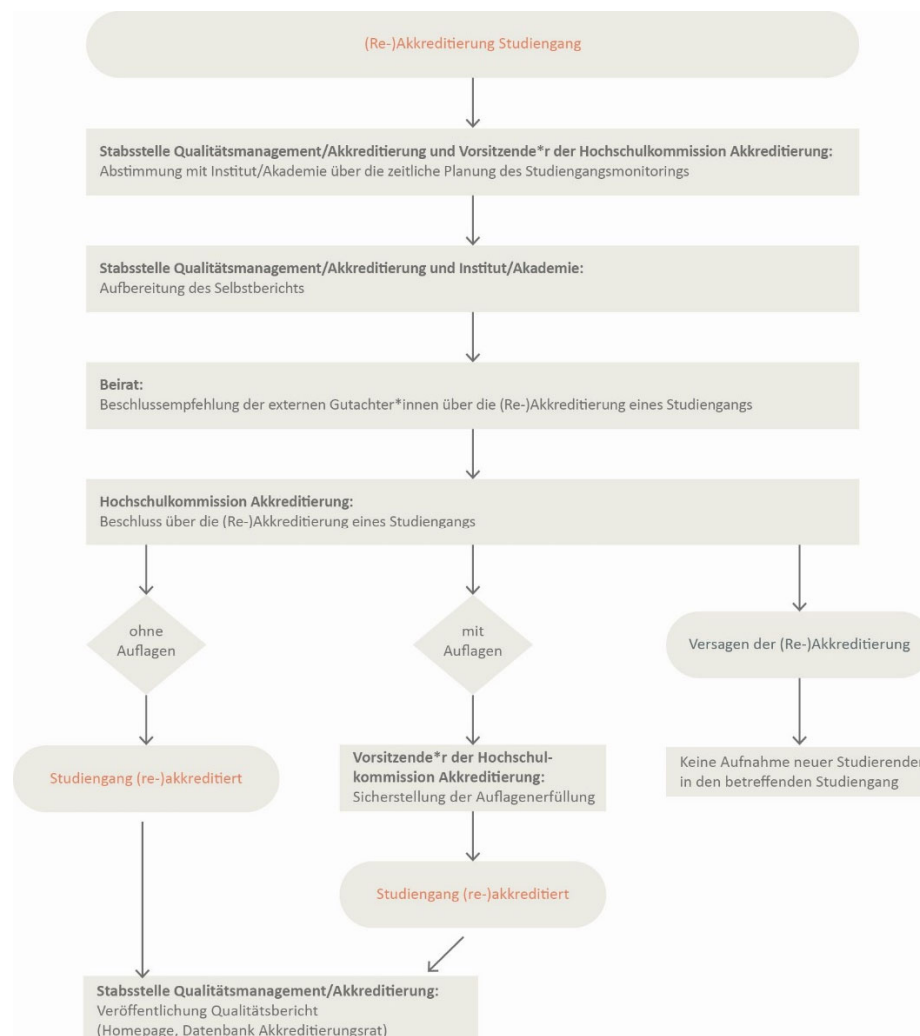 (Re-)Akkreditierung Studiengang
Stabsstelle Qualitätsmanagement/Akkreditierung und Vorsitzende*r der Hochschulkommission Akkreditierung:
Abstimmung mit Institut/Akademie über die zeitliche Planung des Studiengangsmonitorings
Stabsstelle Qualitätsmanagement/Akkreditierung und Institut/Akademie:
Aufbereitung des Selbstberichts
Beirat:
Beschlussempfehlung der externen Gutachter*innen über die (Re-)Akkreditierung eines Studiengangs
Hochschulkommission Akkreditierung:
Beschluss über die (Re-)Akkreditierung eines Studiengangs
ohne
Auflagen
mit
Auflagen
Versagen der (Re-)Akkreditierung
Studiengang (re-)akkreditiert
Vorsitzende*r der Hochschul-
kommission Akkreditierung:
Sicherstellung der Auflagenerfüllung
Keine Aufnahme neuer Studierender
in den betreffenden Studiengang
Studiengang (re-)akkreditiert
Stabsstelle Qualitätsmanagement/Akkreditierung:
Veröffentlichung Qualitätsbericht
(Homepage, Datenbank Akkreditierungsrat)